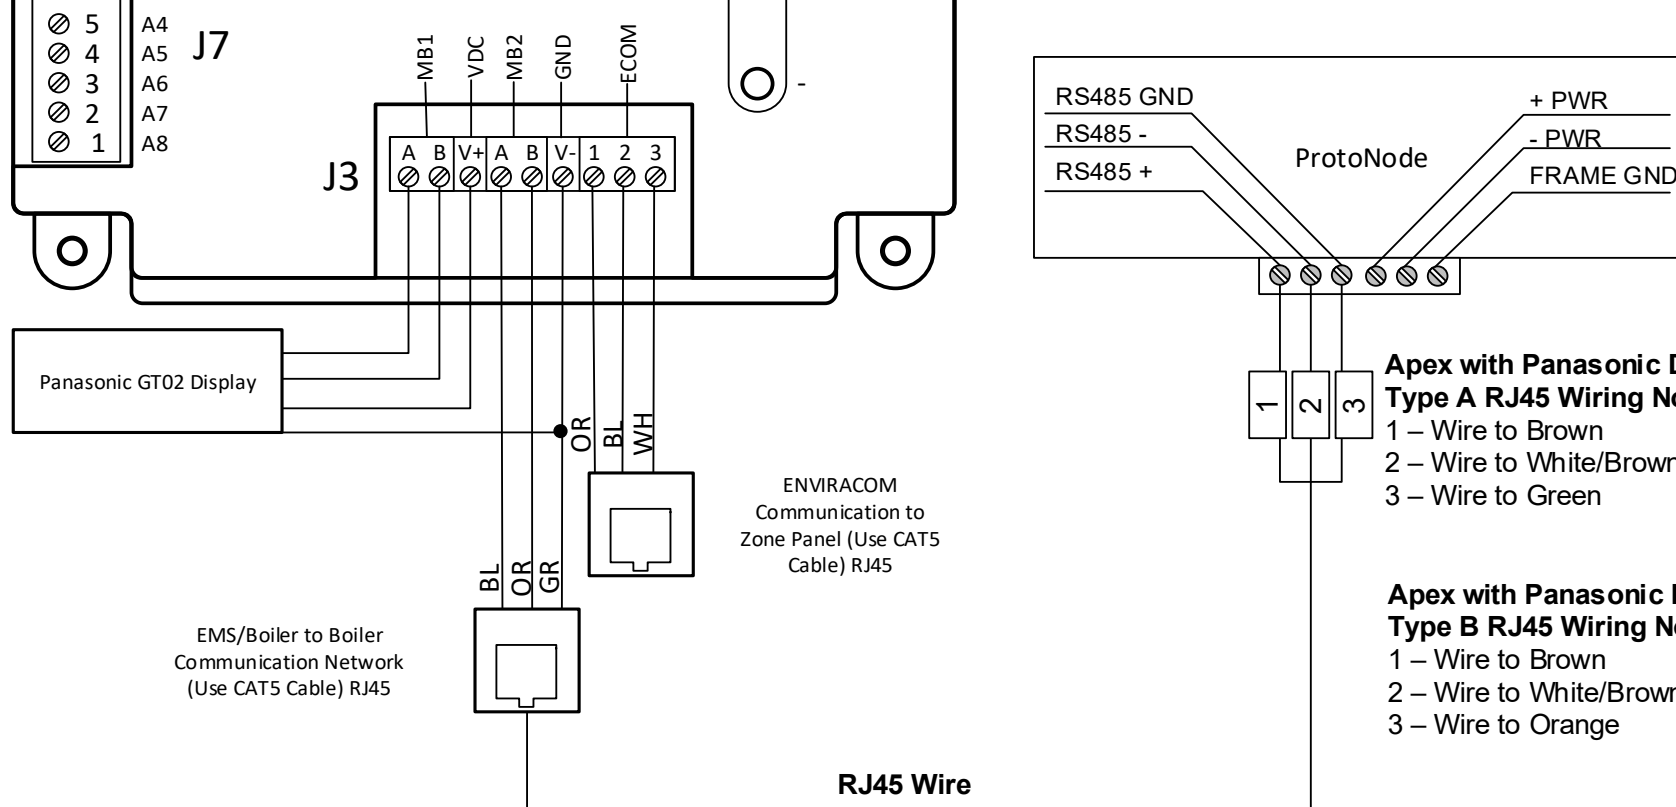 5 A4
4 A5
3 A6
2 A7
1 A8
J7
MB1
VDC
MB2
GND
ECOM
-
J3
A B V+ A B V- 1 2 3
Panasonic GT02 Display
OR
BL
WH
ENVIRACOM
Communication to
Zone Panel (Use CAT5
Cable) RJ45
BL
OR
GR
EMS/Boiler to Boiler
Communication Network
(Use CAT5 Cable) RJ45
RJ45 Wire
RS485 GND
RS485 -
RS485 +
ProtoNode
+ PWR
- PWR
FRAME GND
1
2
3
Apex with Panasonic
Type A RJ45 Wiring
1 – Wire to Brown
2 – Wire to White/Brown
3 – Wire to Green
Apex with Panasonic
Type B RJ45 Wiring
1 – Wire to Brown
2 – Wire to White/Brown
3 – Wire to Orange